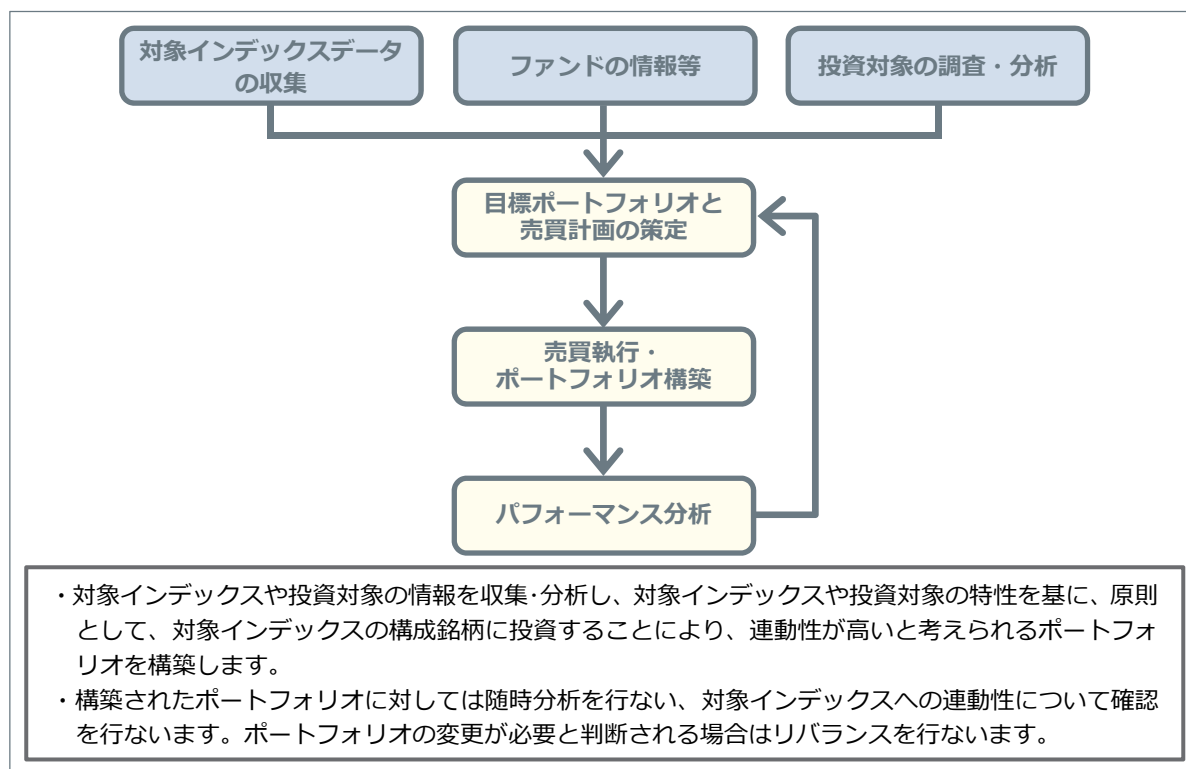 対象インデックスデータ
の収集
ファンドの情報等
投資対象の調査・分析
目標ポートフォリオと
売買計画の策定
売買執行・
ポートフォリオ構築
パフォーマンス分析
・対象インデックスや投資対象の情報を収集･分析し、対象インデックスや投資対象の特性を基に、原則
として、対象インデックスの構成銘柄に投資することにより、連動性が高いと考えられるポートフォ
リオを構築します。
・構築されたポートフォリオに対しては随時分析を行ない、対象インデックスへの連動性について確認
を行ないます。ポートフォリオの変更が必要と判断される場合はリバランスを行ないます。